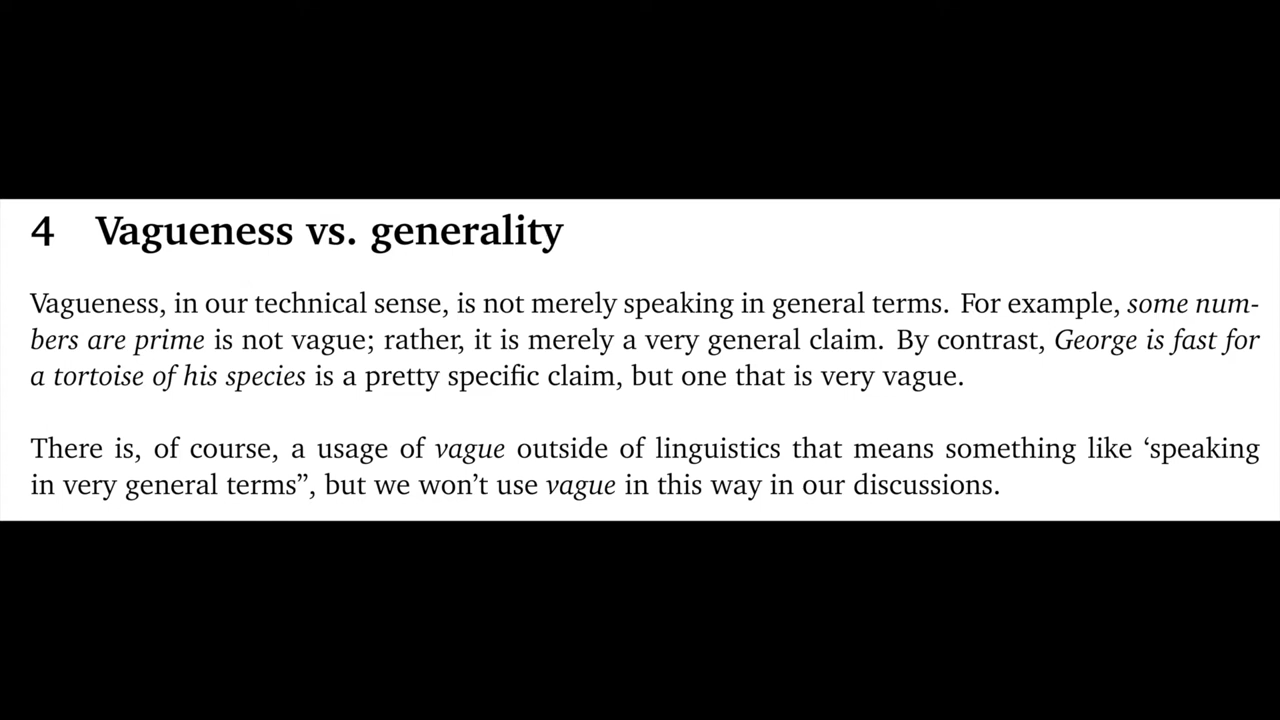 4 Vagueness vs. generality
Vagueness, in our technical sense, is not merely speaking in general terms. For example, some num-
bers are prime is not vague; rather, it is merely a very general claim. By contrast, George is fast for
a tortoise of his species is a pretty specific claim, but one that is very vague.
There is, of course, a usage of vague outside of linguistics that means something like ‘speaking
in very general terms”, but we won’t use vague in this way in our discussions.